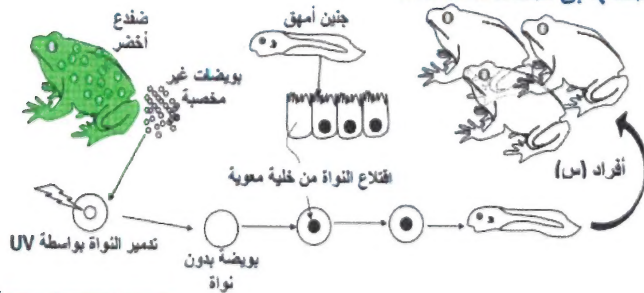 ضفدع
أخضر
بويضات غير
مخصبة
جنين أمهق
أفراد (س)
اقتلاع النواة من خلية معوية
تدمير النواة بواسطة UV
بويضة بدون
نواة